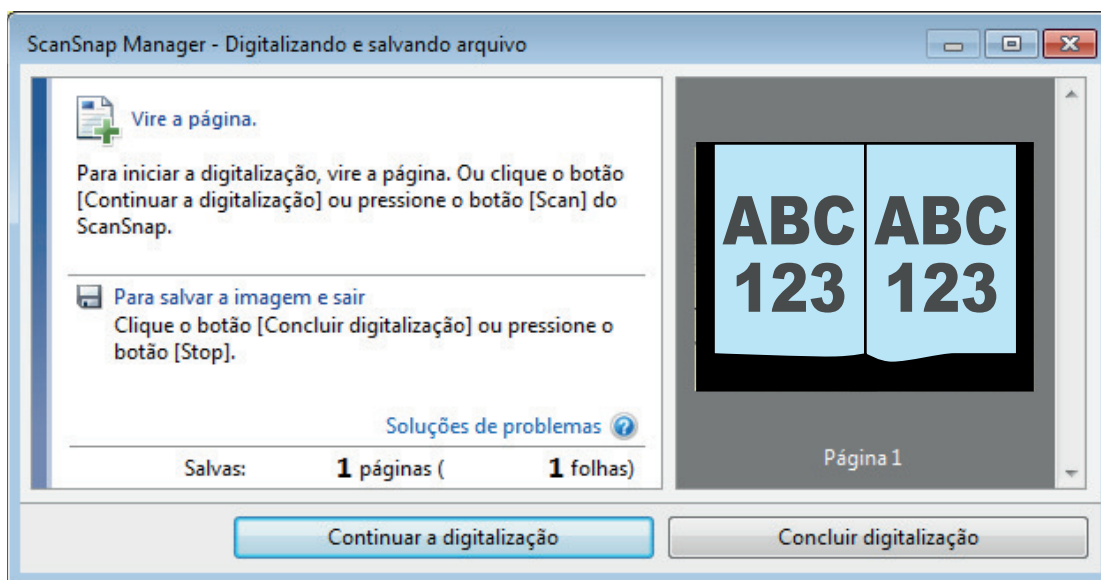 ScanSnap Manager - Digitalizando e salvando arquivo
Vire a página.
Para iniciar a digitalização, vire a página. Ou clique o botão
[Continuar a digitalização] ou pressione o botão [Scan] do
ScanSnap.
Para salvar a imagem e sair
Clique o botão [Concluir digitalização] ou pressione o
botão [Stop].
Soluções de problemas
Salvas: 1 páginas ( 1 folhas)
ABC ABC
123 123
Página 1
Continuar a digitalização Concluir digitalização